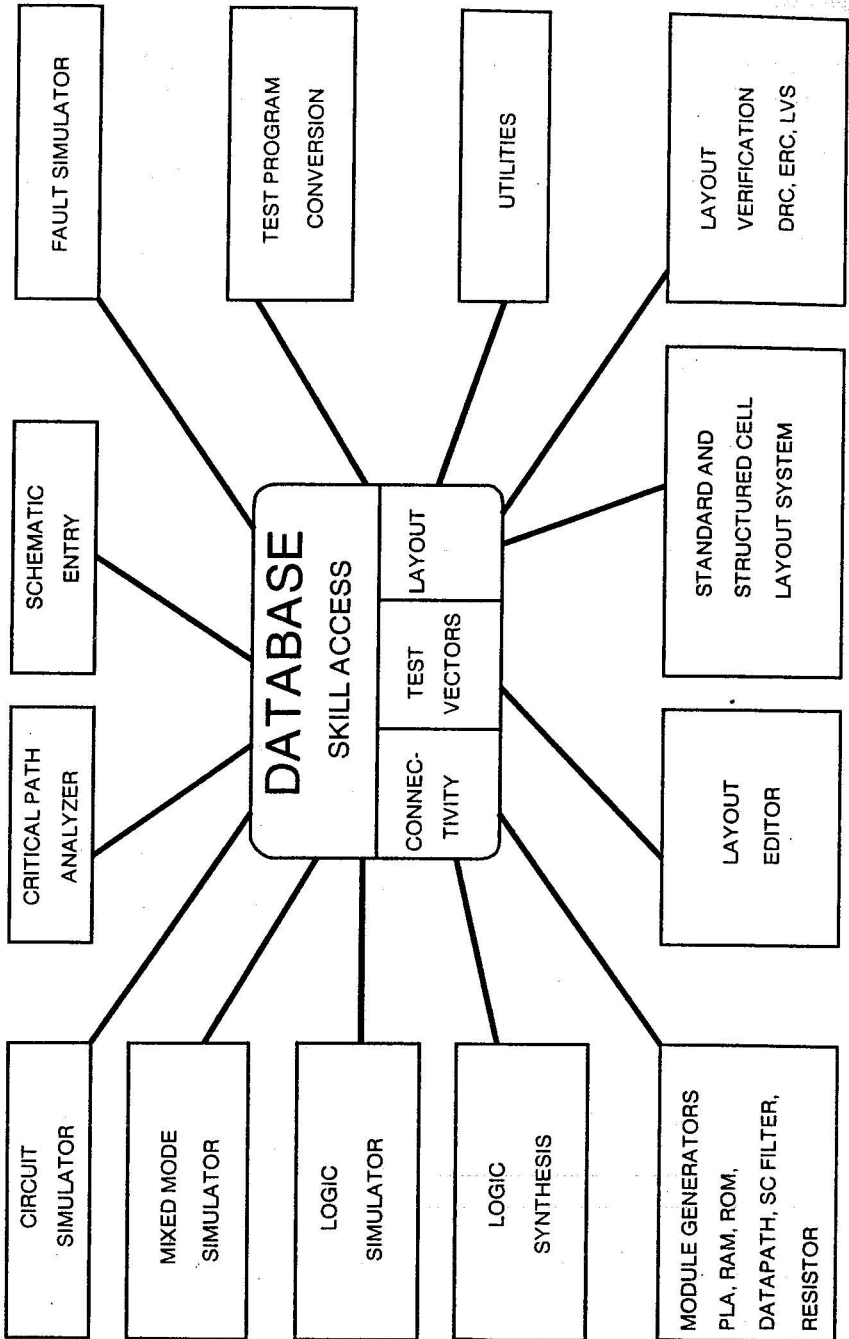 CIRCUIT
SIMULATOR
CRITICAL PATH
ANALYZER
SCHEMATIC
ENTRY
FAULT SIMULATOR
MIXED MODE
SIMULATOR
LOGIC
SIMULATOR
LOGIC
SYNTHESIS
DATABASE
SKILL ACCESS
CONNEC-
TIVITY
TEST
VECTORS
LAYOUT
TEST PROGRAM
CONVERSION
UTILITIES
MODULE GENERATORS
PLA, RAM, ROM,
DATAPATH, SC FILTER,
RESISTOR
LAYOUT
EDITOR
STANDARD AND
STRUCTURED CELL
LAYOUT SYSTEM
LAYOUT
VERIFICATION
DRC, ERC, LVS